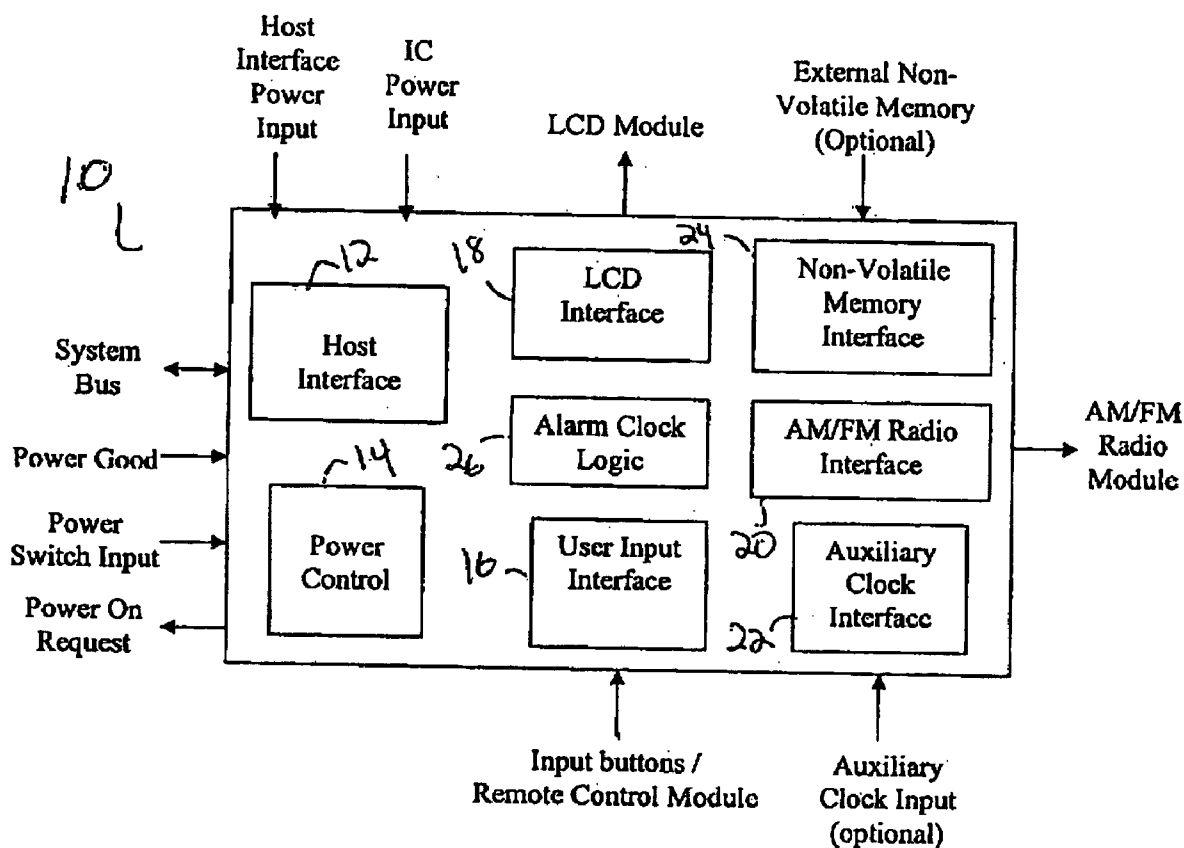 Host
Interface
Power
Input
IC
Power
Input
LCD Module
External Non-
Volatile Memory
(Optional)
10
12
Host
Interface
18
LCD
Interface
24
Non-Volatile
Memory
Interface
System
Bus
Power Good
Power
Switch Input
Power On
Request
14
Power
Control
26
Alarm Clock
Logic
AM/FM Radio
Interface
20
AM/FM
Radio
Module
16
User Input
Interface
22
Auxiliary
Clock
Interface
Input buttons /
Remote Control Module
Auxiliary
Clock Input
(optional)